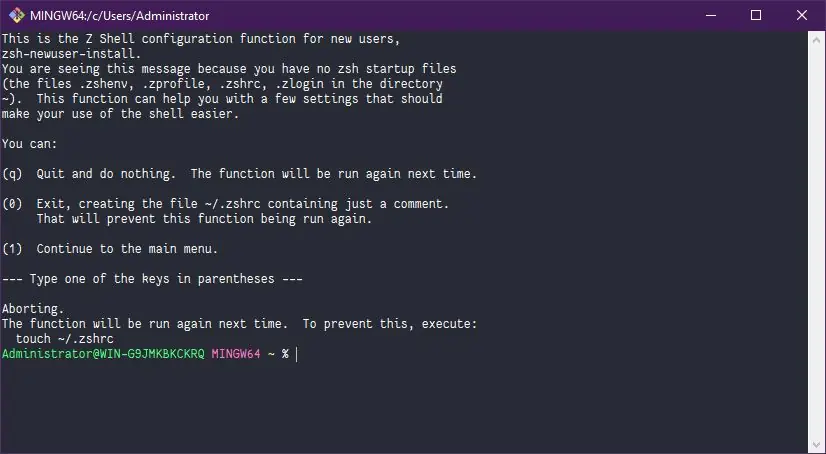 MINGW64:/c/Users/Administrator
This is the Z Shell configuration function for new users,
zsh-newuser-install.
You are seeing this message because you have no zsh startup files
(the files .zshenv, .zprofile, .zshrc, .zlogin in the directory
~).  This function can help you with a few settings that should
make your use of the shell easier.

You can:

(q)  Quit and do nothing.  The function will be run again next time.

(0)  Exit, creating the file ~/.zshrc containing just a comment.
     That will prevent this function being run again.

(1)  Continue to the main menu.

--- Type one of the keys in parentheses ---

Aborting.
The function will be run again next time.  To prevent this, execute:
  touch ~/.zshrc
Administrator@WIN-G9JMKBKCKRQ MINGW64 ~ %